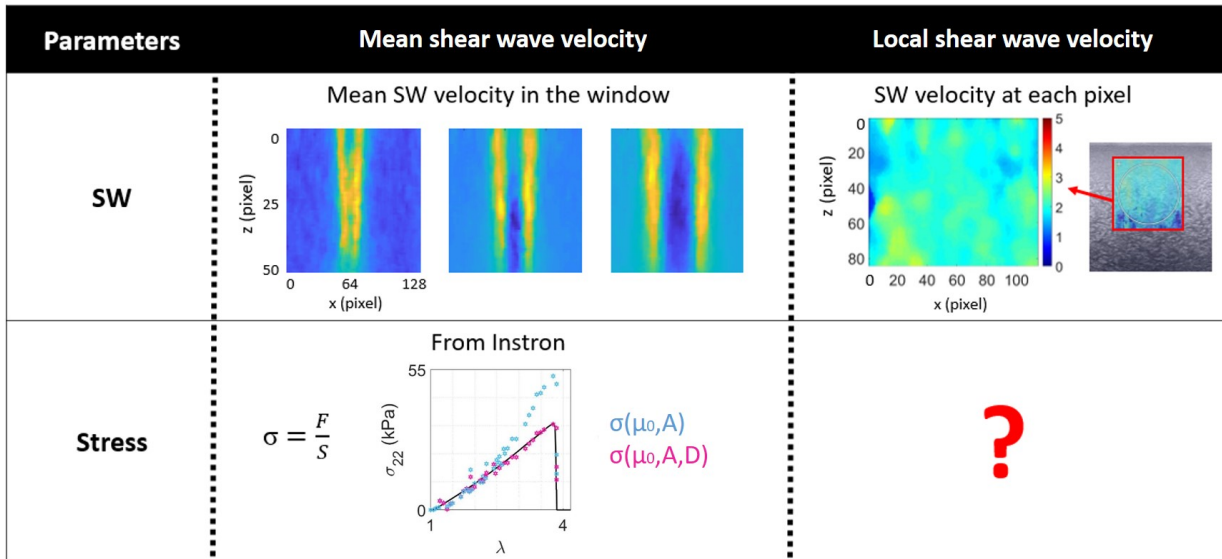 Parameters
Mean shear wave velocity
Local shear wave velocity
SW
Mean SW velocity in the window
0
25
50
z (pixel)
0 64 128
x (pixel)
SW velocity at each pixel
0
20
40
60
80
z (pixel)
0 20 40 60 80 100
x (pixel)
5
4
3
2
1
0
Stress
σ = F/S
From Instron
55
0
σ22 (kPa)
1 4
λ
σ(μ0,A)
σ(μ0,A,D)
?